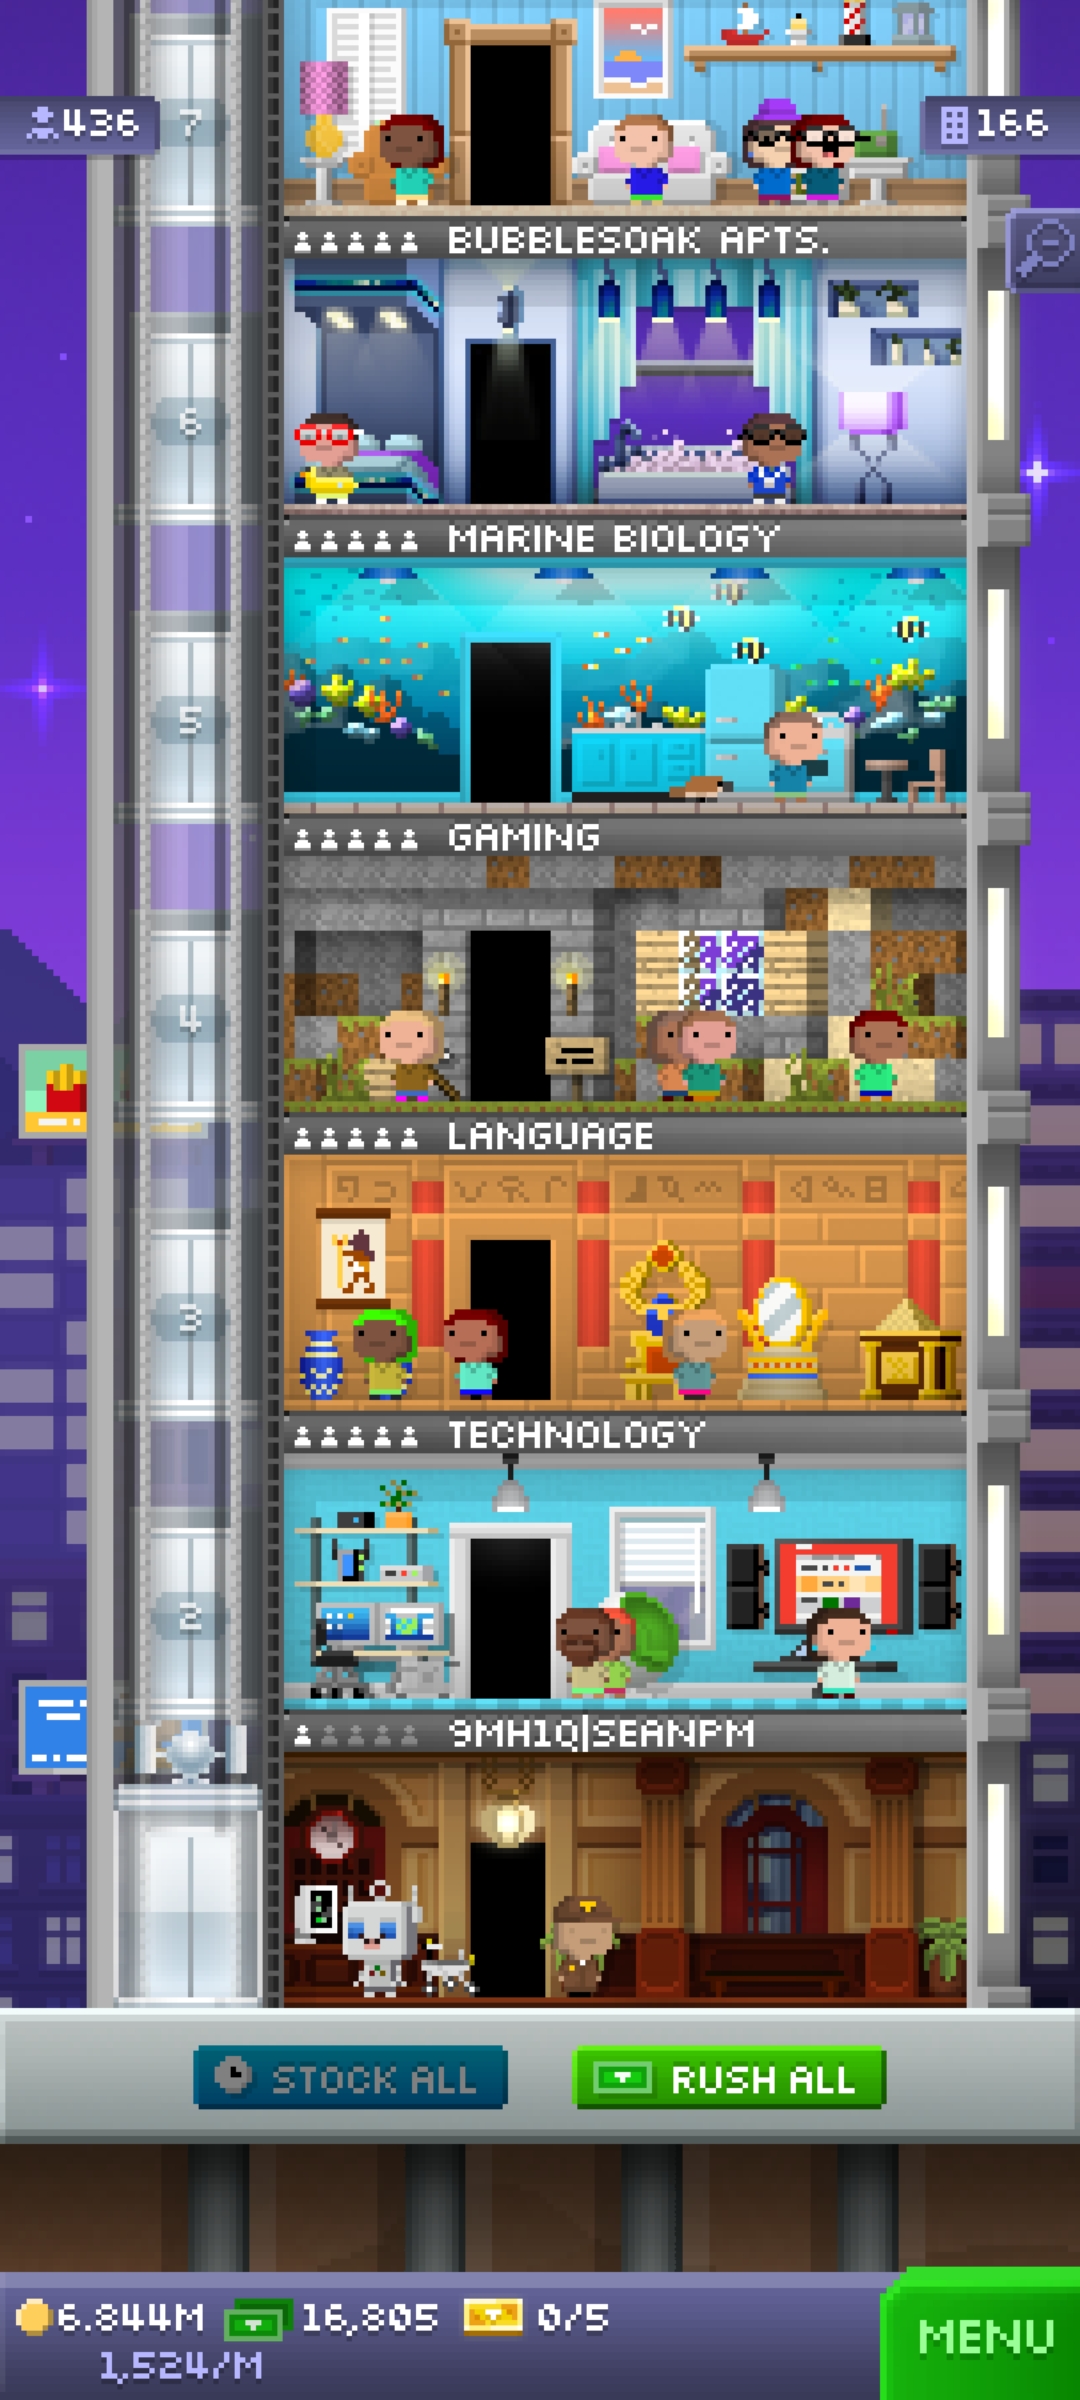 7
436
166
BUBBLESOAK APTS.
6
MARINE BIOLOGY
5
GAMING
4
LANGUAGE
3
TECHNOLOGY
2
9MH1Q|SEANPM
STOCK ALL
RUSH ALL
6.844M
16,805
0/5
1,524/M
MENU